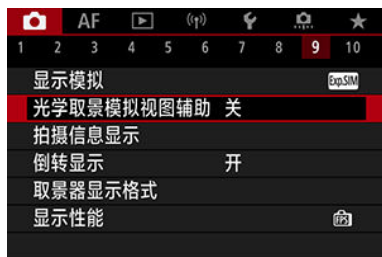 AF
1 2 3 4 5 6 7 8 9 10
显示模拟 Exp.SIM
光学取景模拟视图辅助 关
拍摄信息显示
倒转显示 开
取景器显示格式
显示性能 FPS